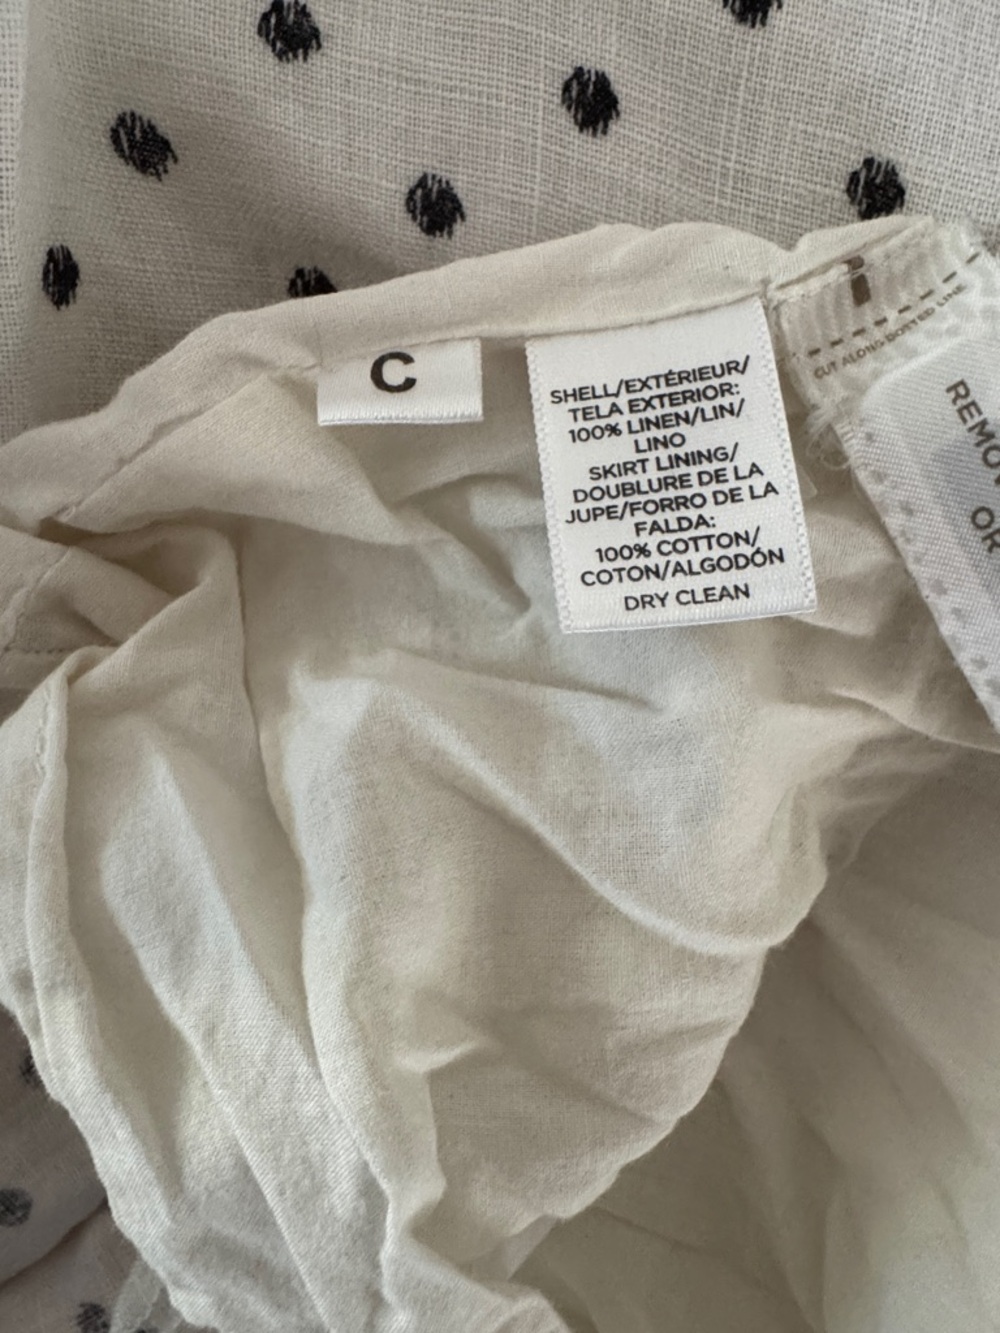 C
SHELL/EXTÉRIEUR/
TELA EXTERIOR:
100% LINEN/LIN/
LINO
SKIRT LINING/
DOUBLURE DE LA
JUPE/FORRO DE LA
FALDA:
100% COTTON/
COTON/ALGODÓN
DRY CLEAN
CUT ALONG DOTTED LINE
OR